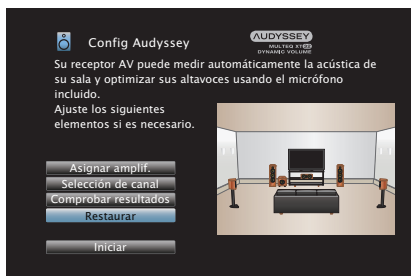 Config Audyssey
AUDYSSEY
MULTEQ XT32
DYNAMIC VOLUME
Su receptor AV puede medir automáticamente la acústica de
su sala y optimizar sus altavoces usando el micrófono
incluido.
Ajuste los siguientes
elementos si es necesario.
Asignar amplif.
Selección de canal
Comprobar resultados
Restaurar
Iniciar